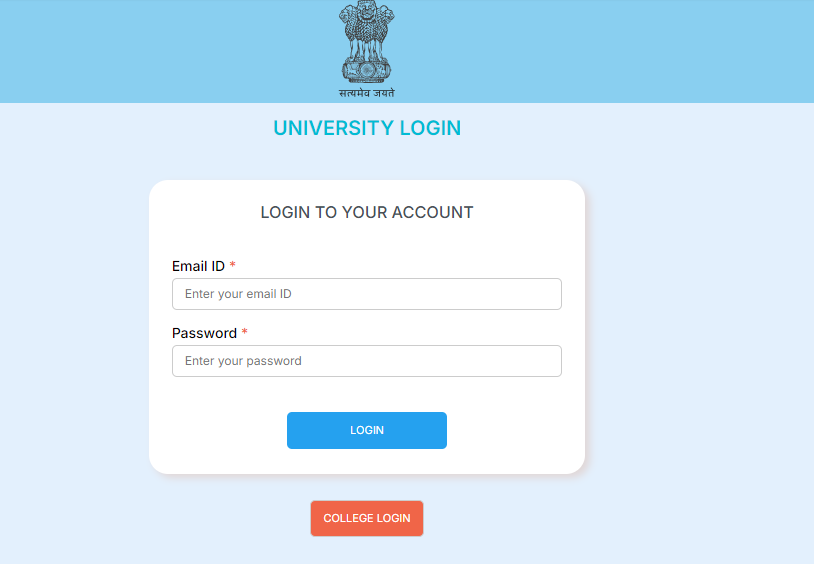 सत्यमेव जयते
UNIVERSITY LOGIN
LOGIN TO YOUR ACCOUNT
Email ID *
Enter your email ID
Password *
Enter your password
LOGIN
COLLEGE LOGIN